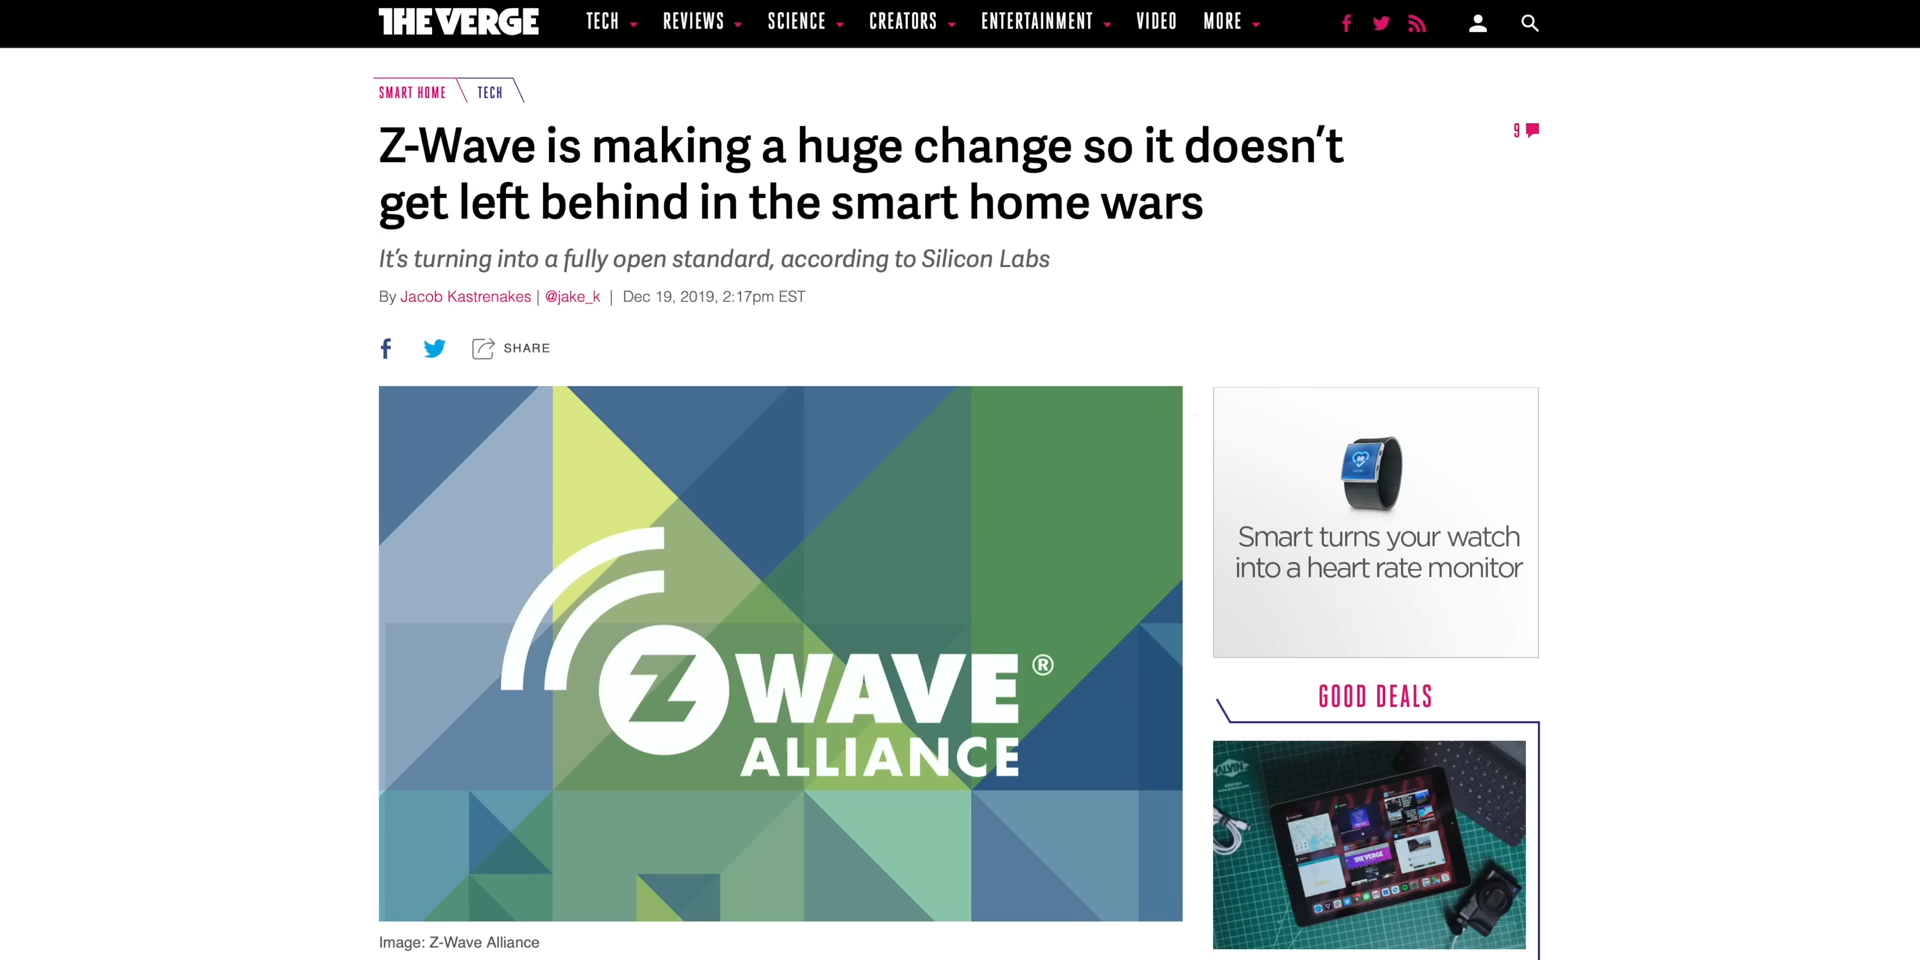 THE VERGE
TECH
REVIEWS
SCIENCE
CREATORS
ENTERTAINMENT
VIDEO
MORE
SMART HOME
TECH
Z-Wave is making a huge change so it doesn’t
get left behind in the smart home wars
9
It’s turning into a fully open standard, according to Silicon Labs
By Jacob Kastrenakes | @jake_k | Dec 19, 2019, 2:17pm EST
SHARE
Z WAVE ®
ALLIANCE
Smart turns your watch
into a heart rate monitor
GOOD DEALS
ALVIN
THE VERGE
Image: Z-Wave Alliance